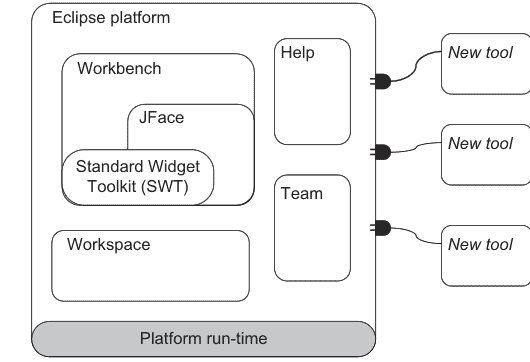 Eclipse platform
Workbench
JFace
Standard Widget
Toolkit (SWT)
Workspace
Help
Team
Platform run-time
New tool
New tool
New tool